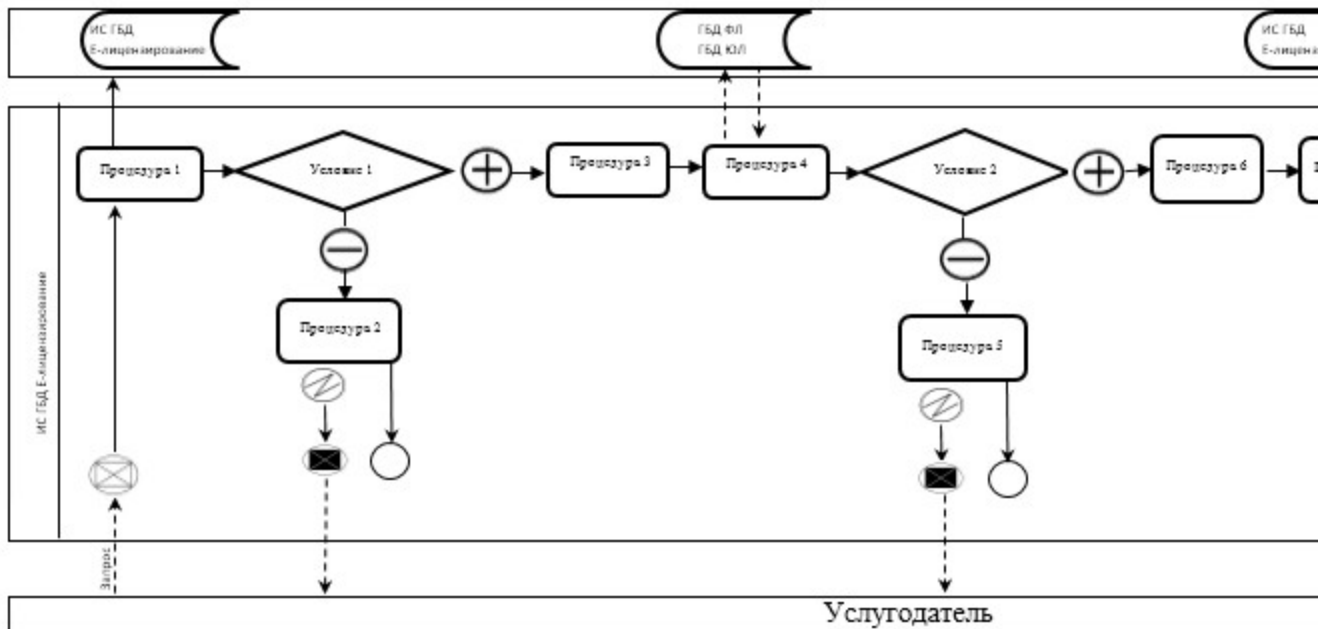 ИС ГБД
Е-лицензирование
ГБД ФЛ
ГБД ЮЛ
ИС ГБД
Е-лиценз
Процедура 1
Условие 1
Процедура 3
Процедура 4
Условие 2
Процедура 6
Процедура 2
Процедура 5
ИС ГБД Е-лицензирование
Запрос
Услугодатель